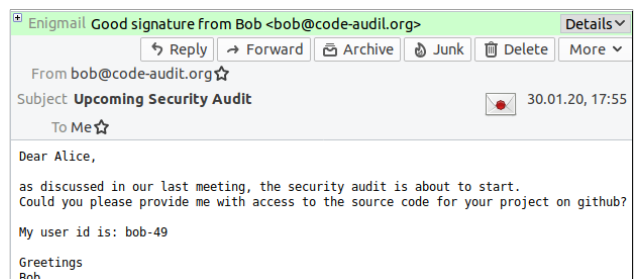 Enigmail Good signature from Bob <bob@code-audil.org> Details
Reply Forward Archive Junk Delete More
From bob@code-audit.org
Subject Upcoming Security Audit 30.01.20, 17:55
To Me
Dear Alice,
as discussed in our last meeting, the security audit is about to start.
Could you please provide me with access to the source code for your project on github?
My user id is: bob-49
Greetings
Bob